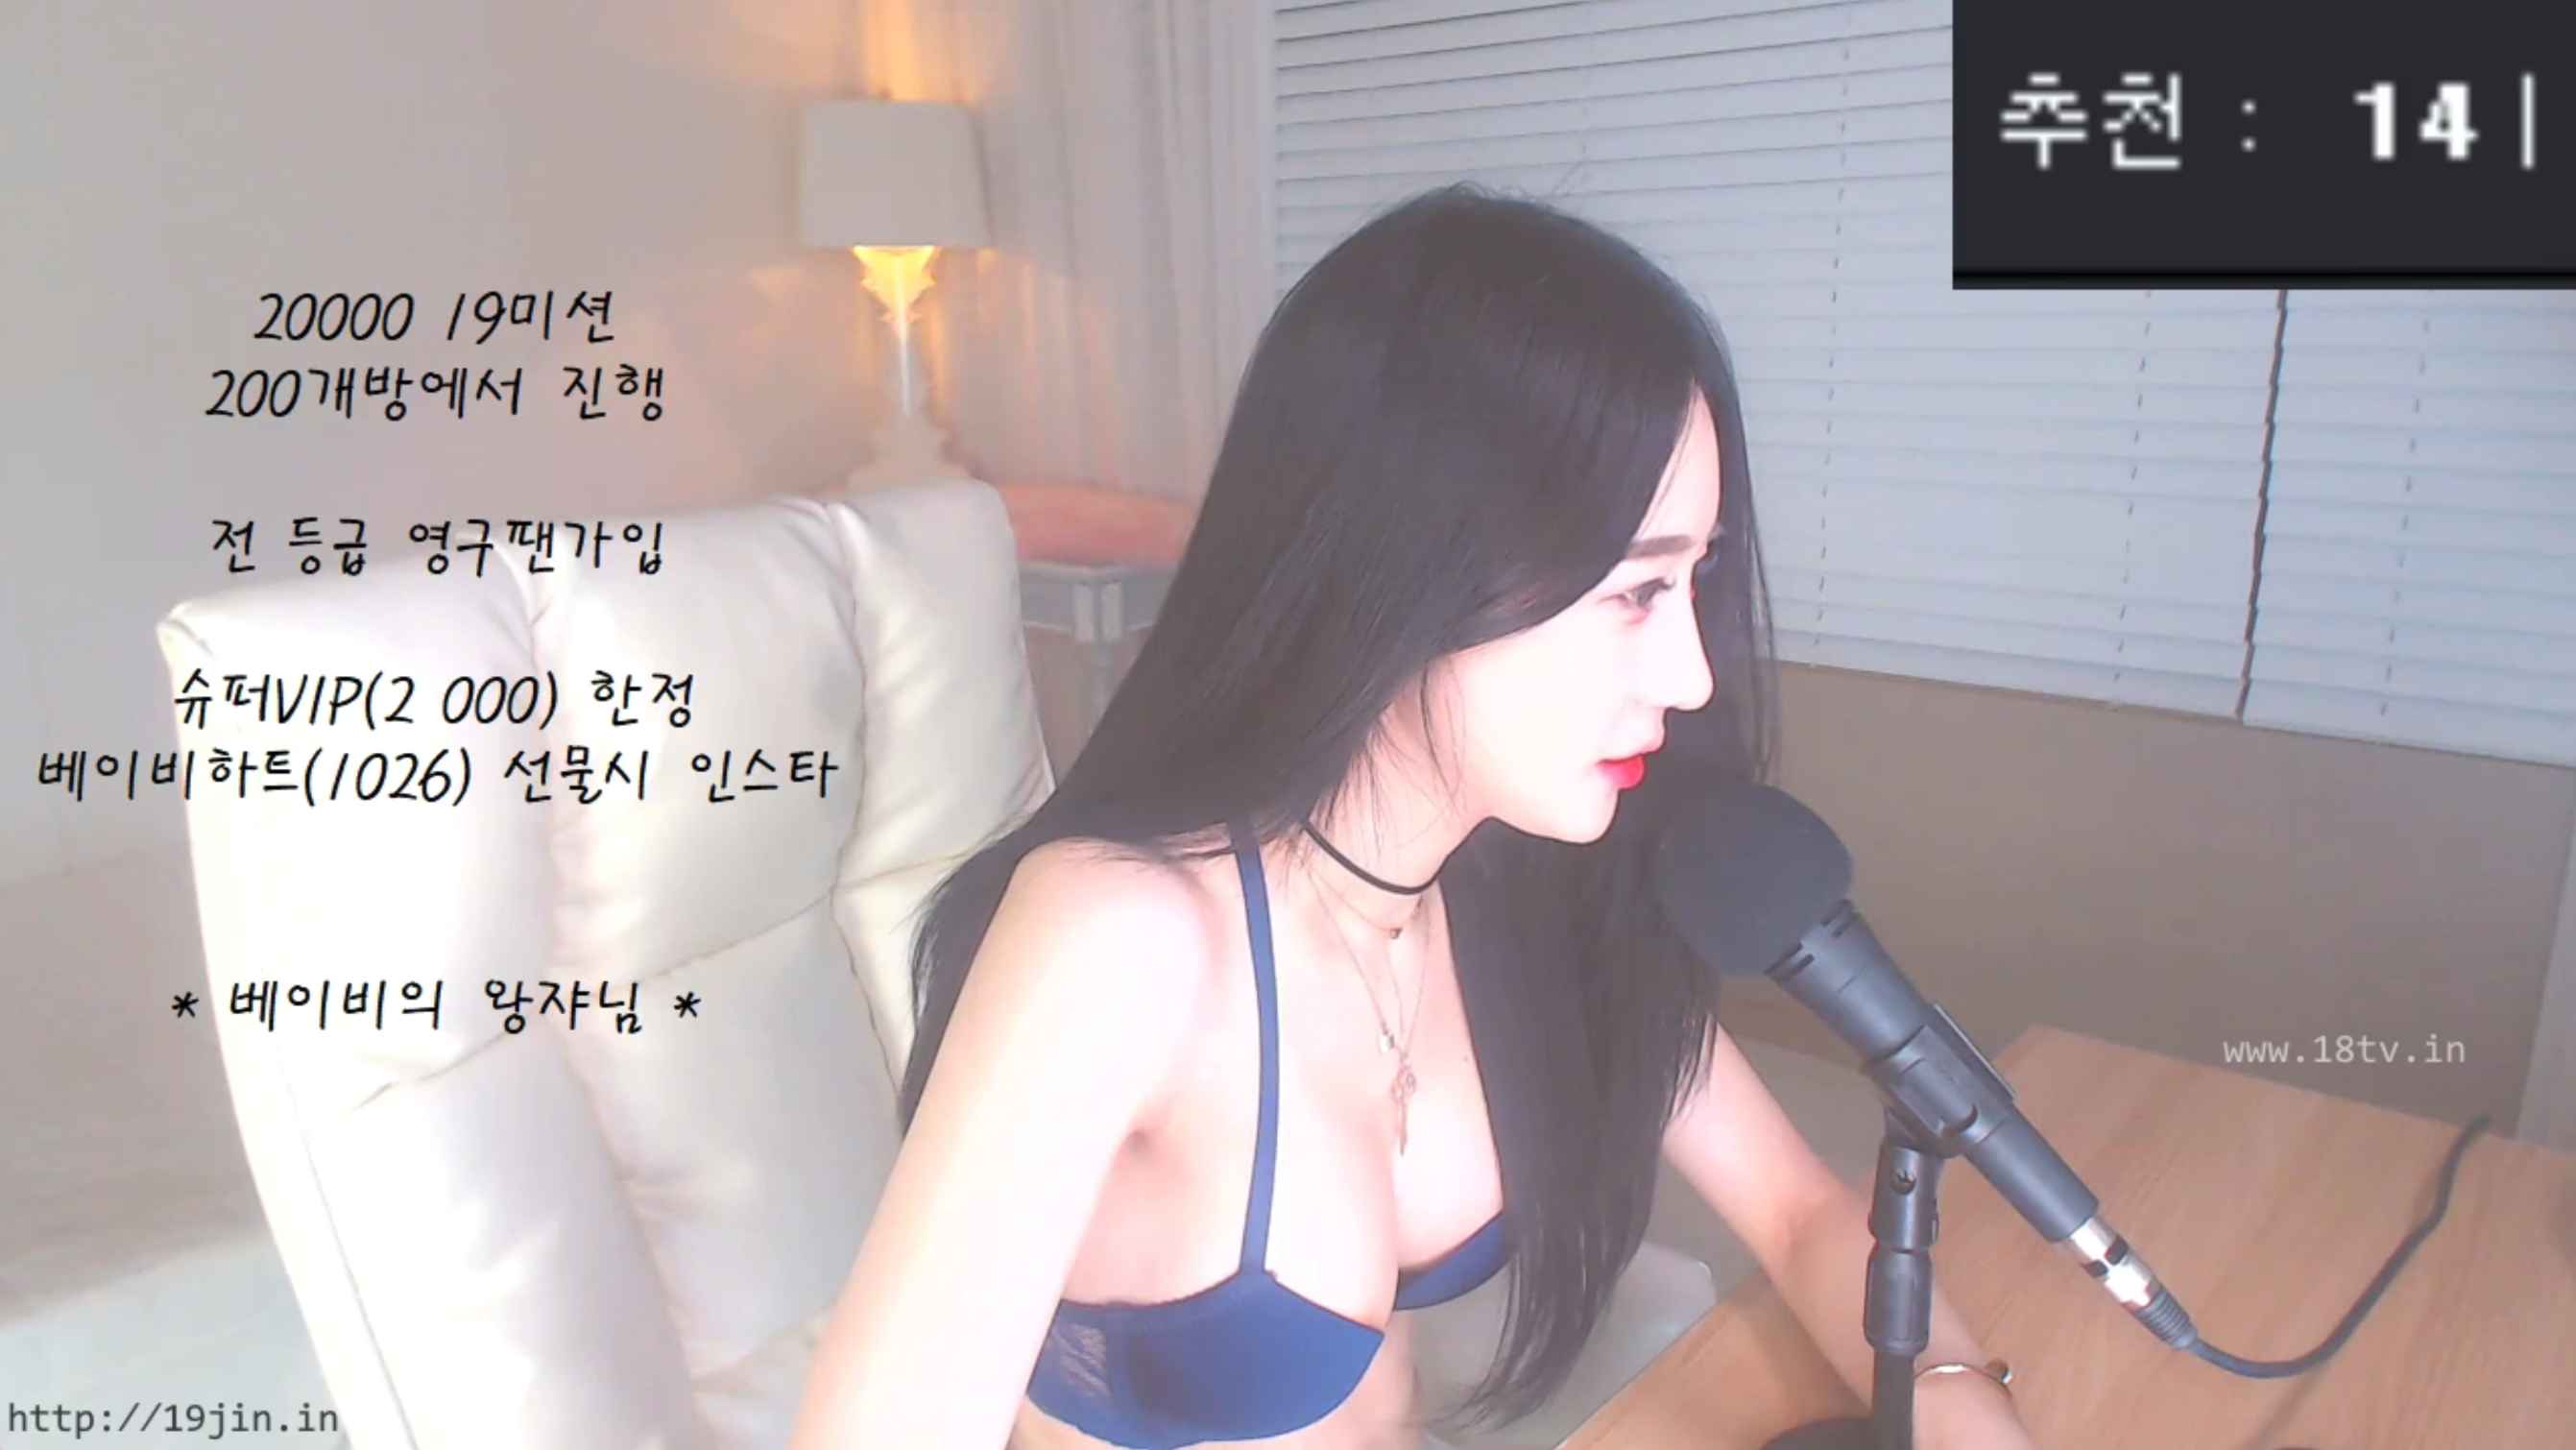 추천 : 14
20000 19미션
200개방에서 진행
전 등급 영구팬가입
슈퍼VIP(2 000) 한정
베이비하트(1026) 선물시 인스타
* 베이비의 왕쟈님 *
www.18tv.in
http://19jin.in